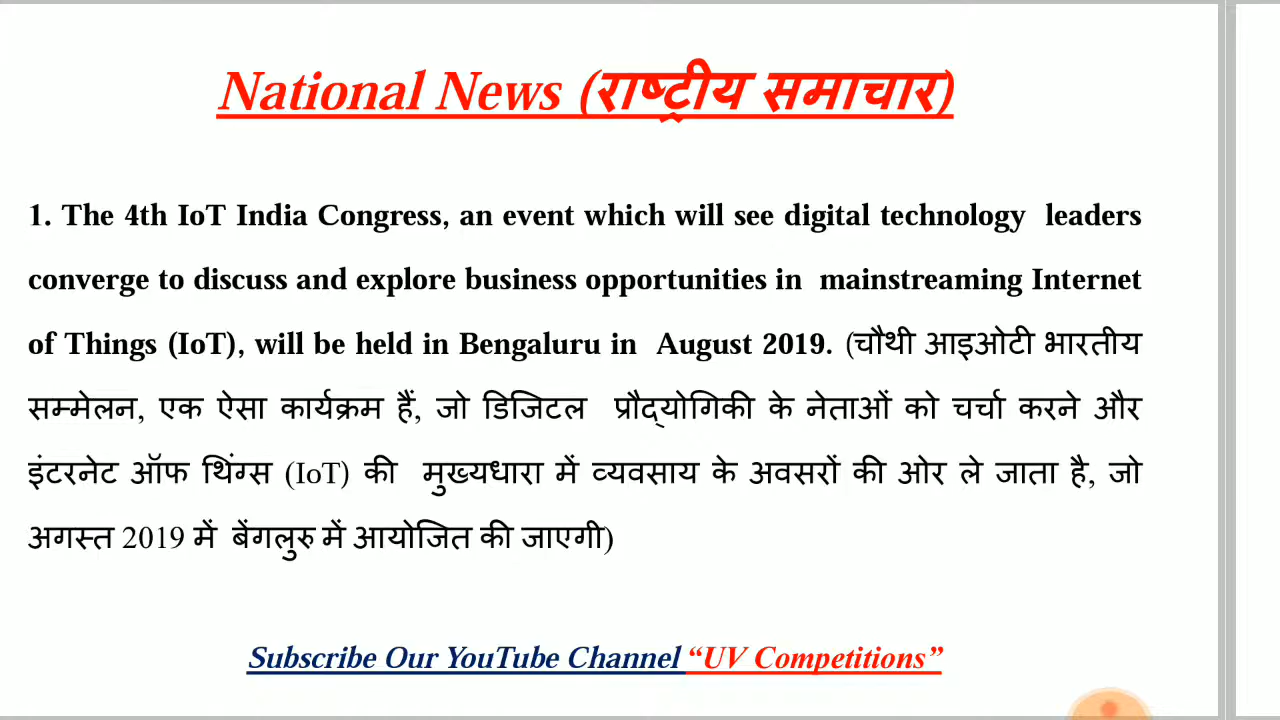 National News (राष्ट्रीय समाचार)
1. The 4th IoT India Congress, an event which will see digital technology leaders
converge to discuss and explore business opportunities in mainstreaming Internet
of Things (IoT), will be held in Bengaluru in August 2019. (चौथी आइओटी भारतीय
सम्मेलन, एक ऐसा कार्यक्रम हैं, जो डिजिटल प्रौद्योगिकी के नेताओं को चर्चा करने और
इंटरनेट ऑफ थिंग्स (IoT) की मुख्यधारा में व्यवसाय के अवसरों की ओर ले जाता है, जो
अगस्त 2019 में बेंगलुरु में आयोजित की जाएगी)
Subscribe Our YouTube Channel “UV Competitions”